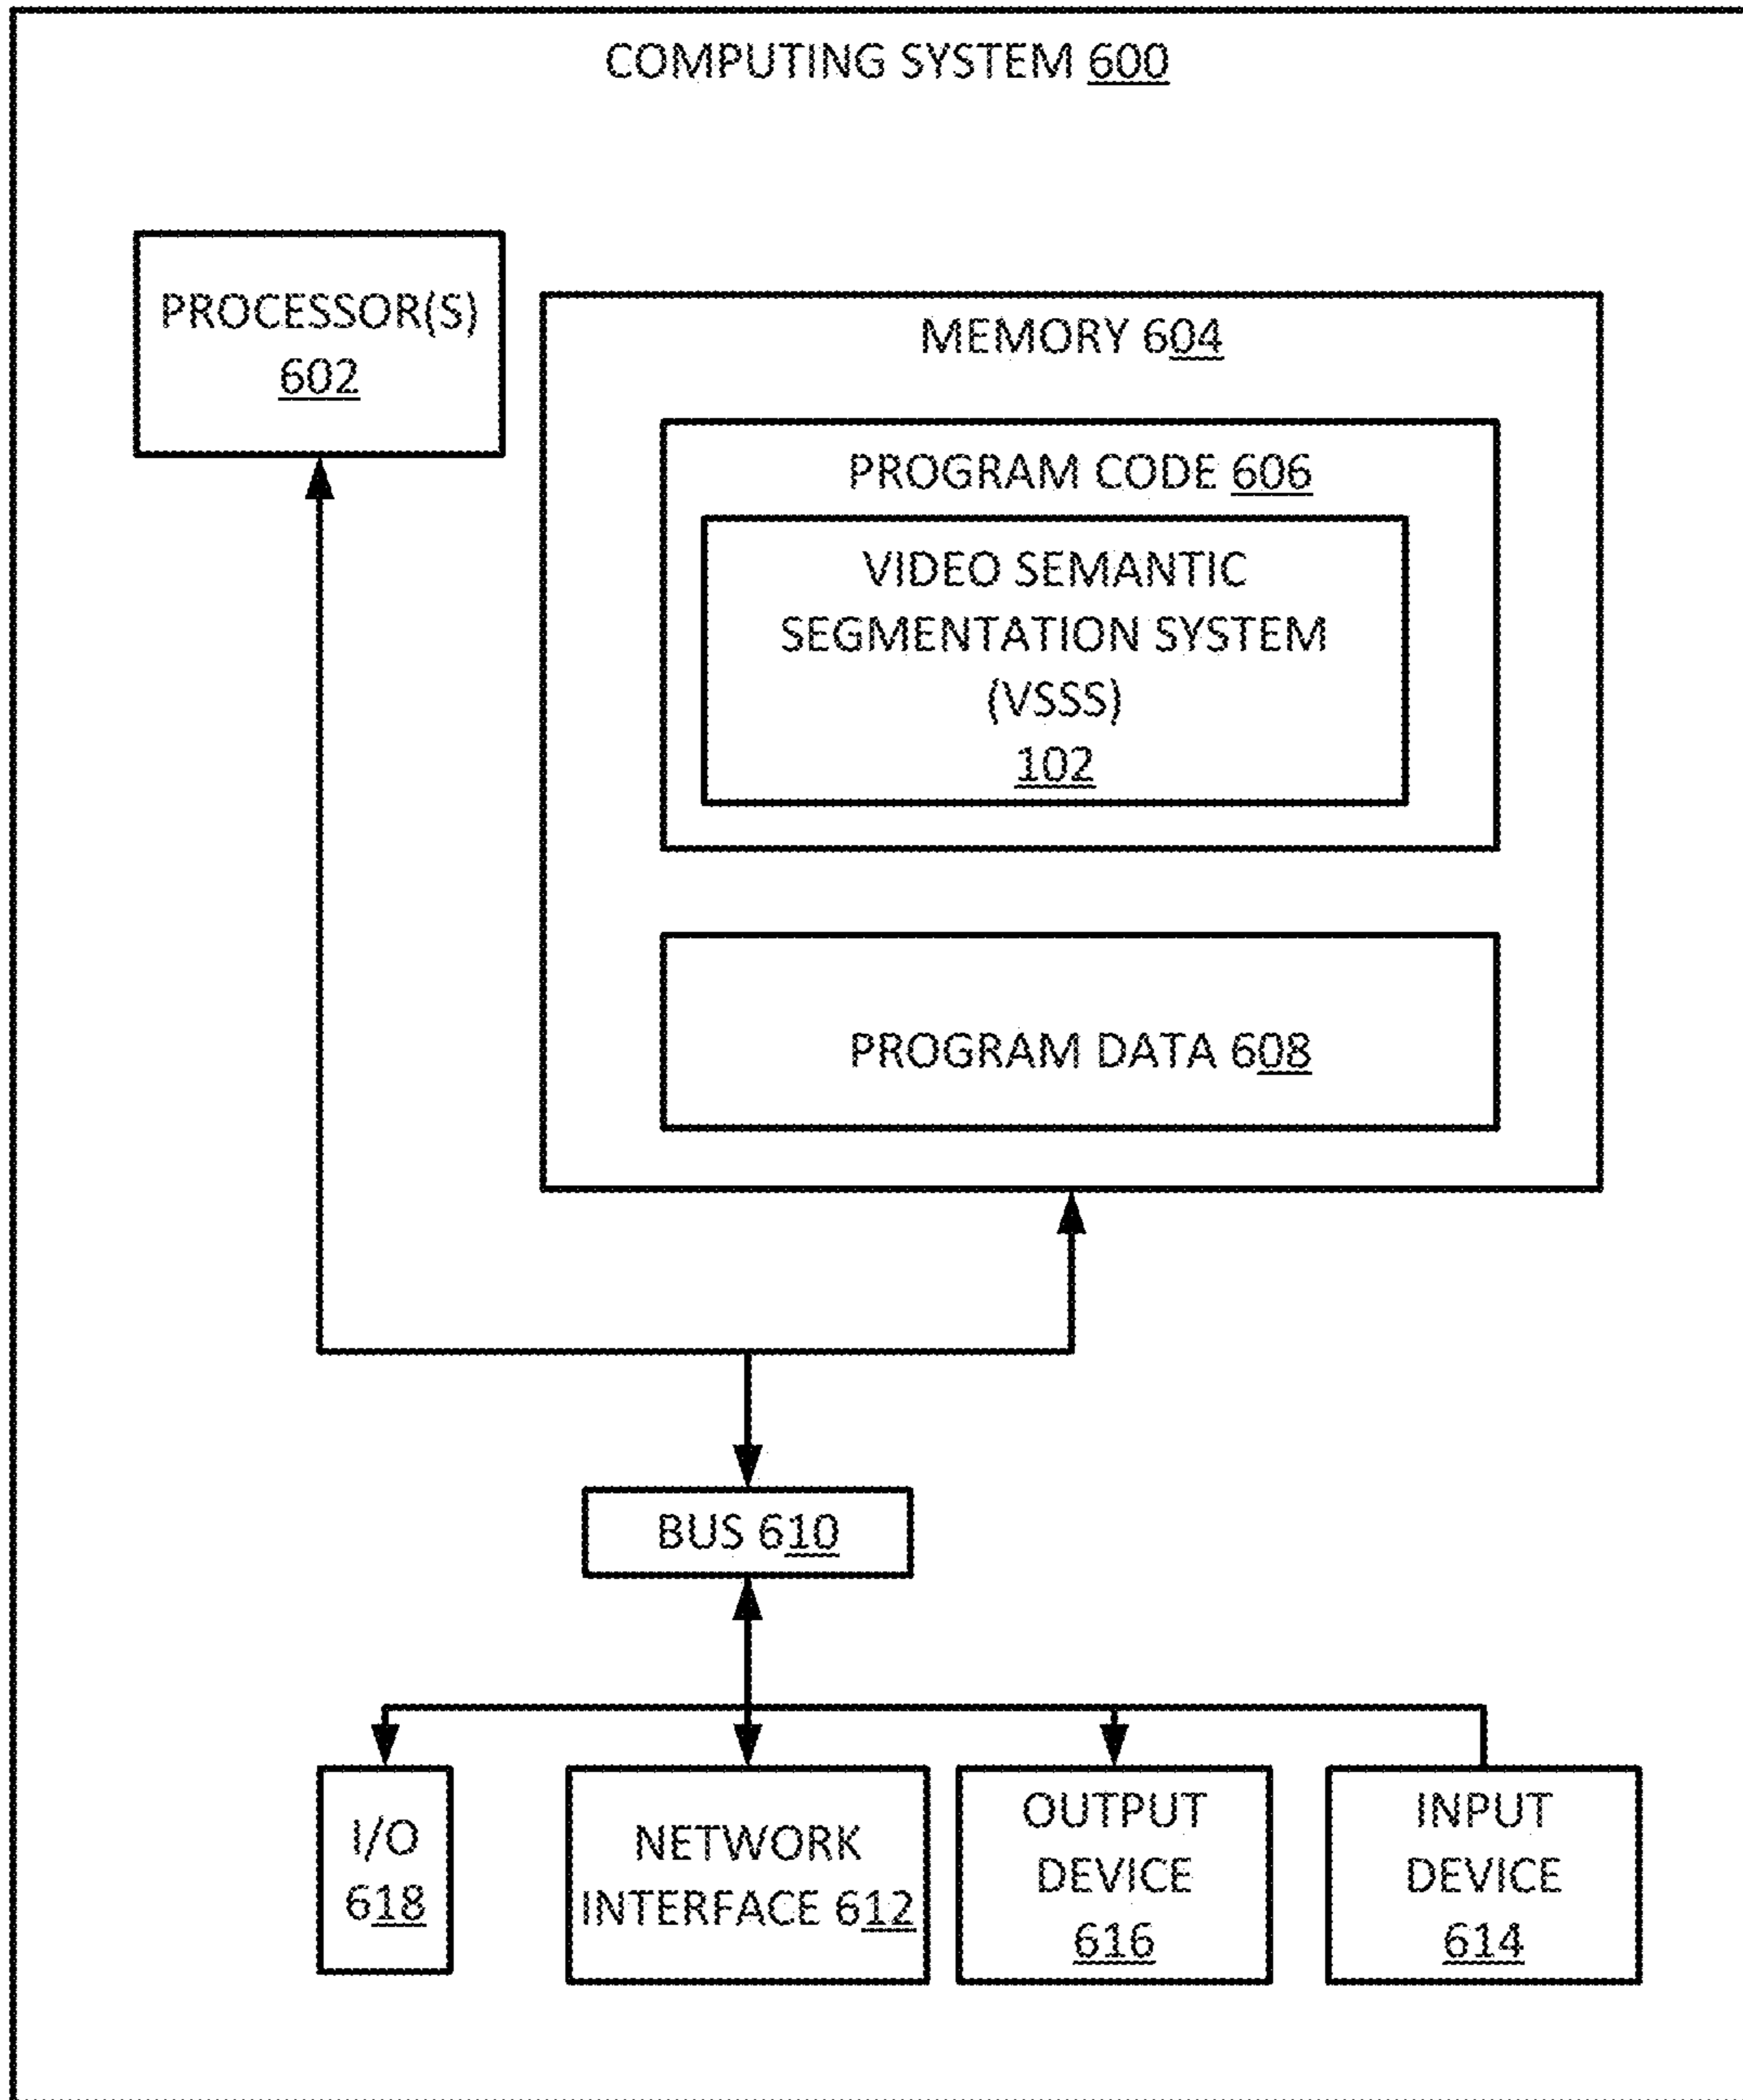 COMPUTING SYSTEM 600
PROCESSOR(S)
602
MEMORY 604
PROGRAM CODE 606
VIDEO SEMANTIC
SEGMENTATION SYSTEM
(VSSS)
102
PROGRAM DATA 608
BUS 610
I/O
618
NETWORK
INTERFACE 612
OUTPUT
DEVICE
616
INPUT
DEVICE
614